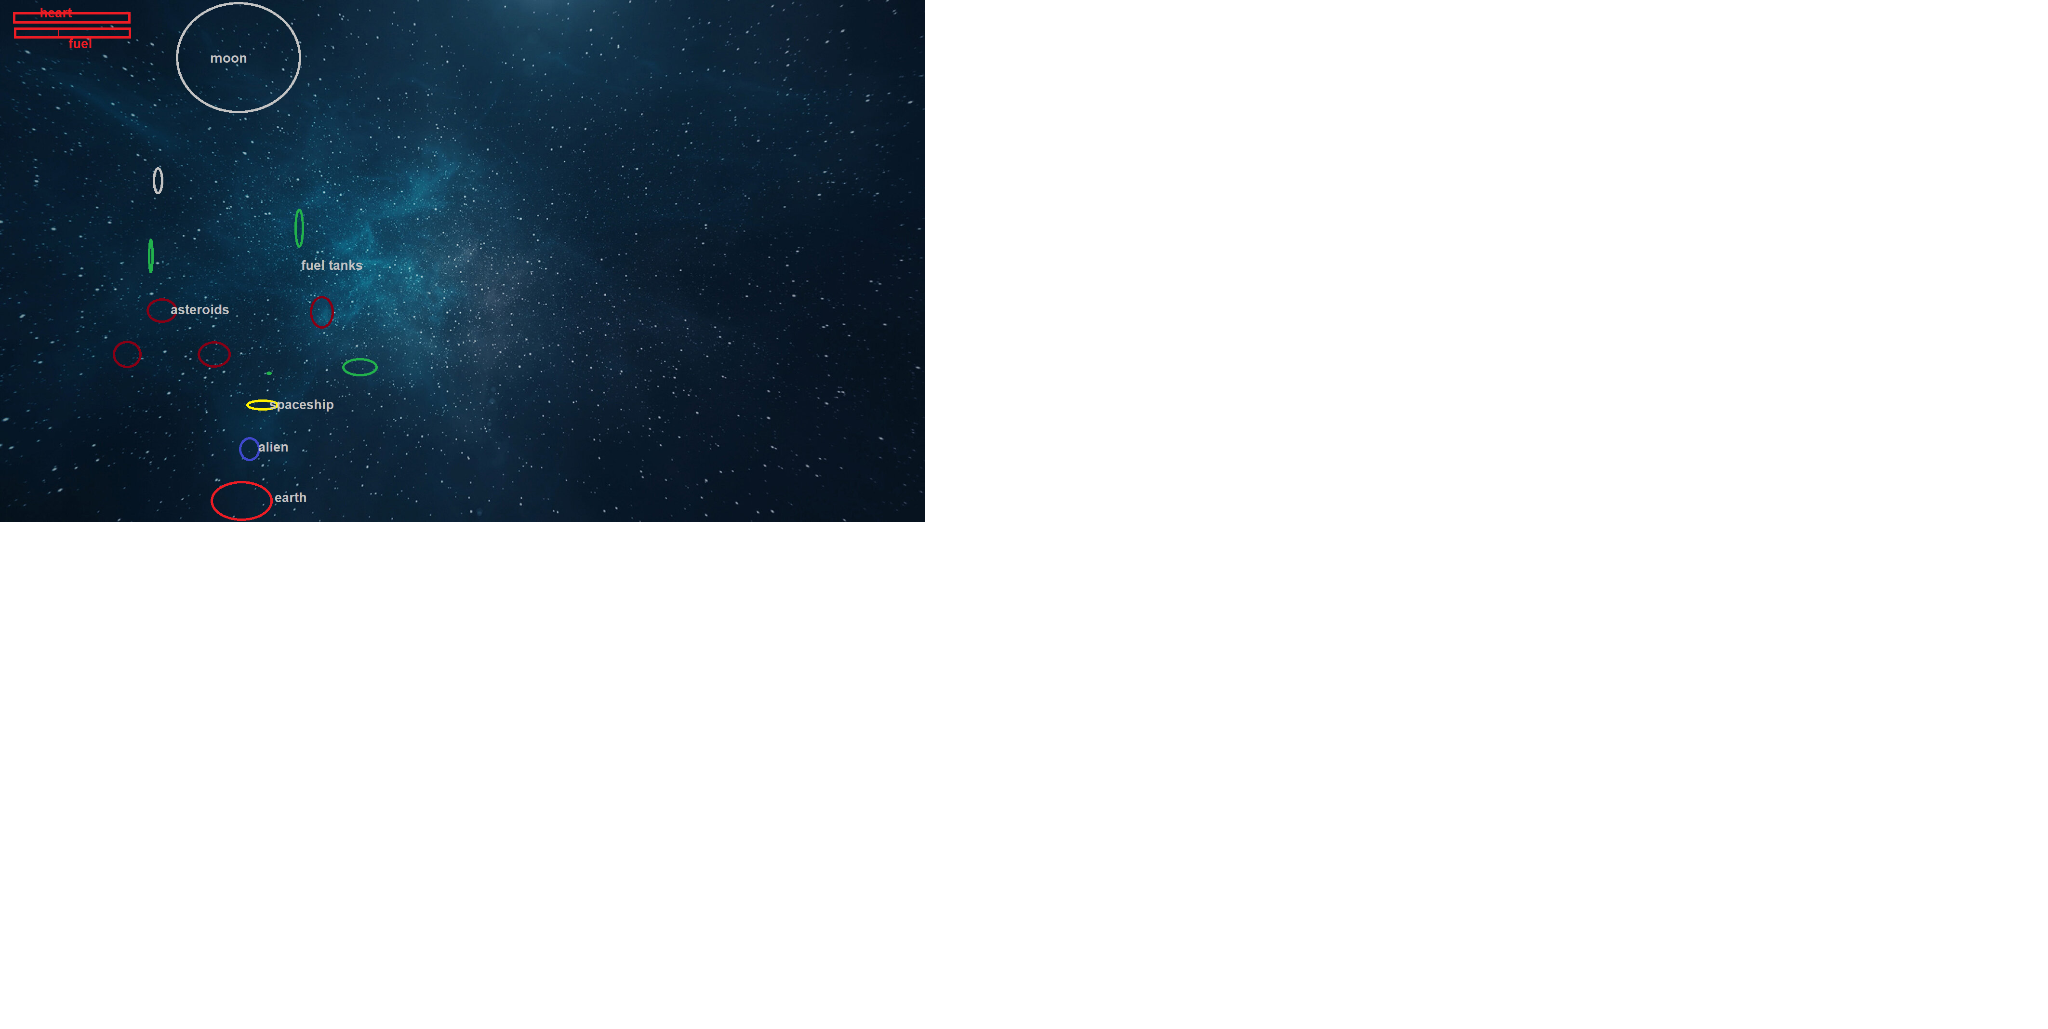 heart
fuel
moon
fuel tanks
asteroids
spaceship
alien
earth